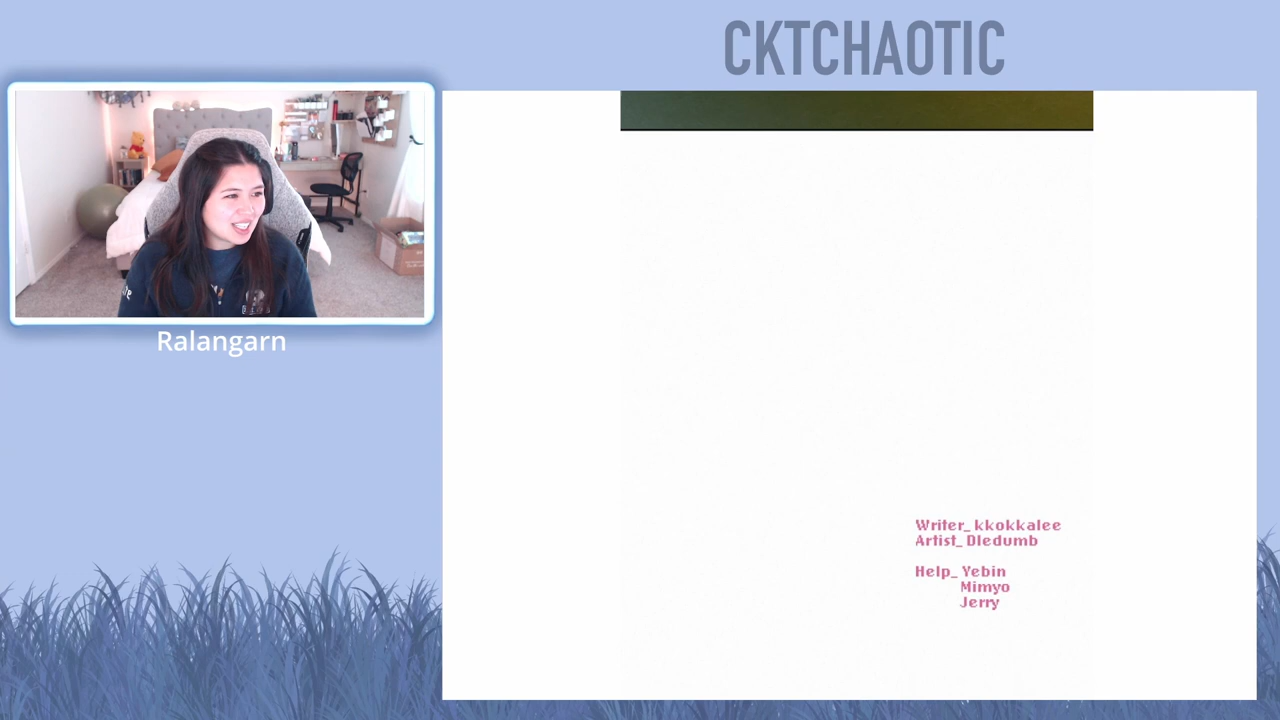 CKTCHAOTIC
Ralangarn
Writer_ kkokkalee
Artist_ Dledumb
Help_ Yebin
Mimyo
Jerry